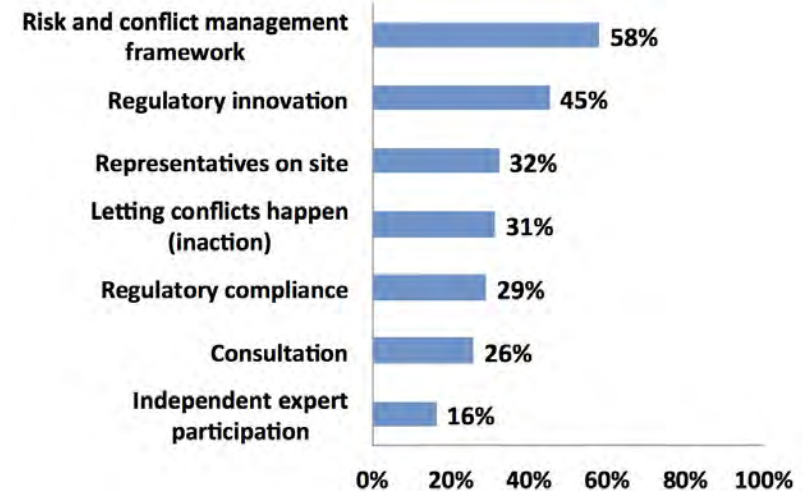 Risk and conflict management
framework
58%
Regulatory innovation
45%
Representatives on site
32%
Letting conflicts happen
(inaction)
31%
Regulatory compliance
29%
Consultation
26%
Independent expert
participation
16%
0% 20% 40% 60% 80% 100%